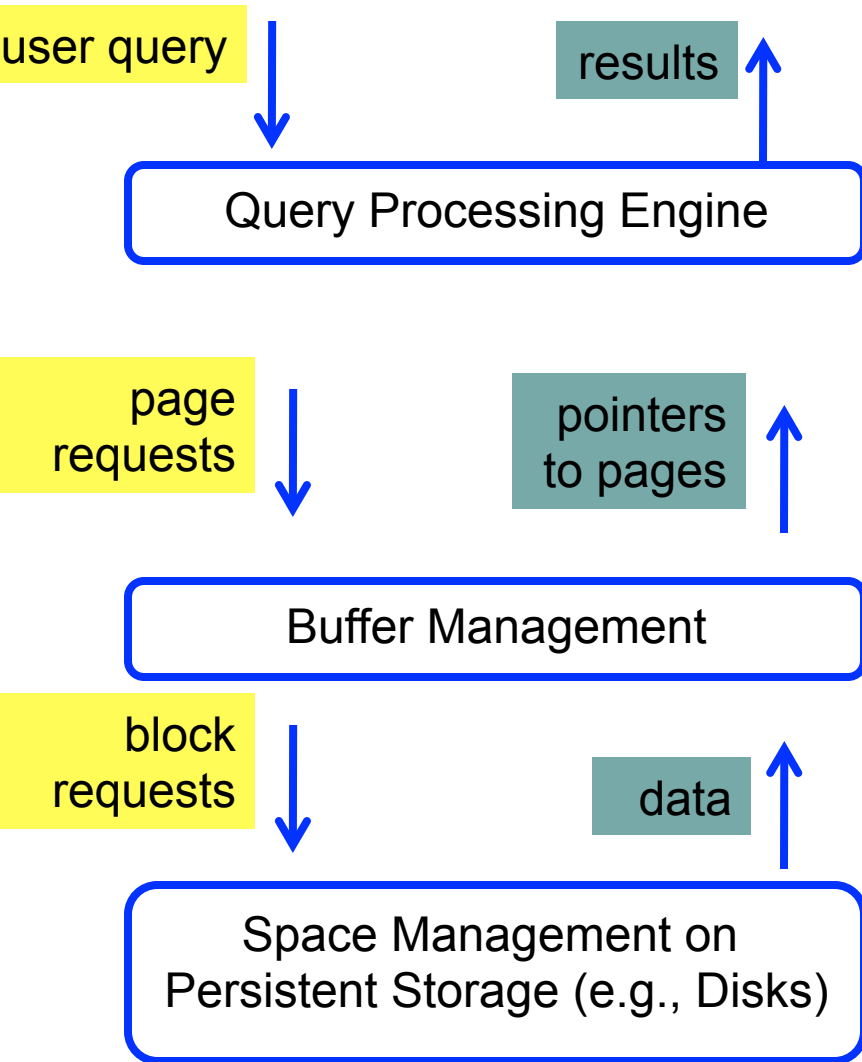 user query
results
Query Processing Engine
page
requests
pointers
to pages
Buffer Management
block
requests
data
Space Management on
Persistent Storage (e.g., Disks)